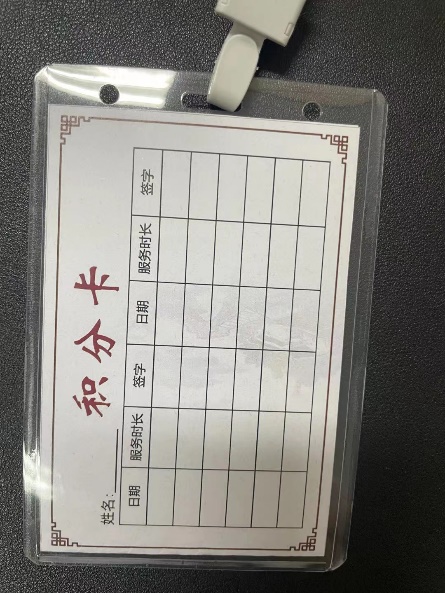 积分卡
姓名：
日期 服务时长 签字 日期 服务时长 签字